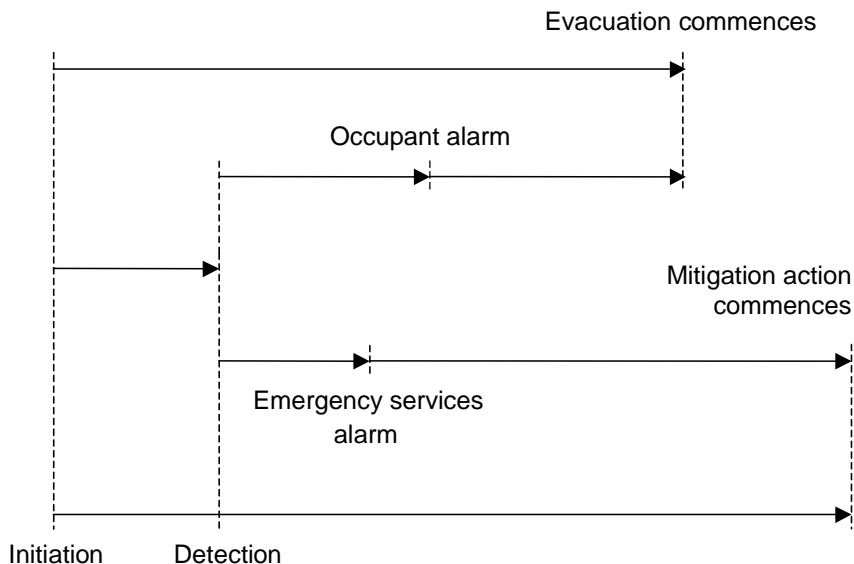 Evacuation commences
Occupant alarm
Mitigation action
commences
Emergency services
alarm
Initiation
Detection